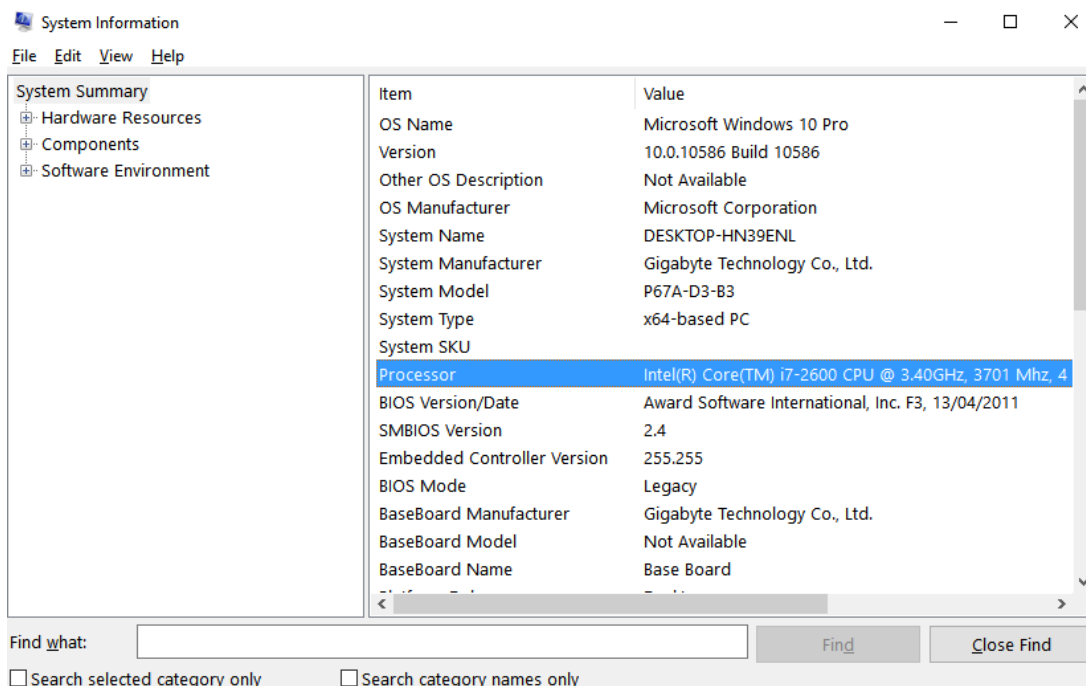 System Information
File Edit View Help
System Summary
Hardware Resources
Components
Software Environment
Item Value
OS Name Microsoft Windows 10 Pro
Version 10.0.10586 Build 10586
Other OS Description Not Available
OS Manufacturer Microsoft Corporation
System Name DESKTOP-HN39ENL
System Manufacturer Gigabyte Technology Co., Ltd.
System Model P67A-D3-B3
System Type x64-based PC
System SKU
Processor Intel(R) Core(TM) i7-2600 CPU @ 3.40GHz, 3701 Mhz, 4
BIOS Version/Date Award Software International, Inc. F3, 13/04/2011
SMBIOS Version 2.4
Embedded Controller Version 255.255
BIOS Mode Legacy
BaseBoard Manufacturer Gigabyte Technology Co., Ltd.
BaseBoard Model Not Available
BaseBoard Name Base Board
Find what: Find Close Find
Search selected category only Search category names only